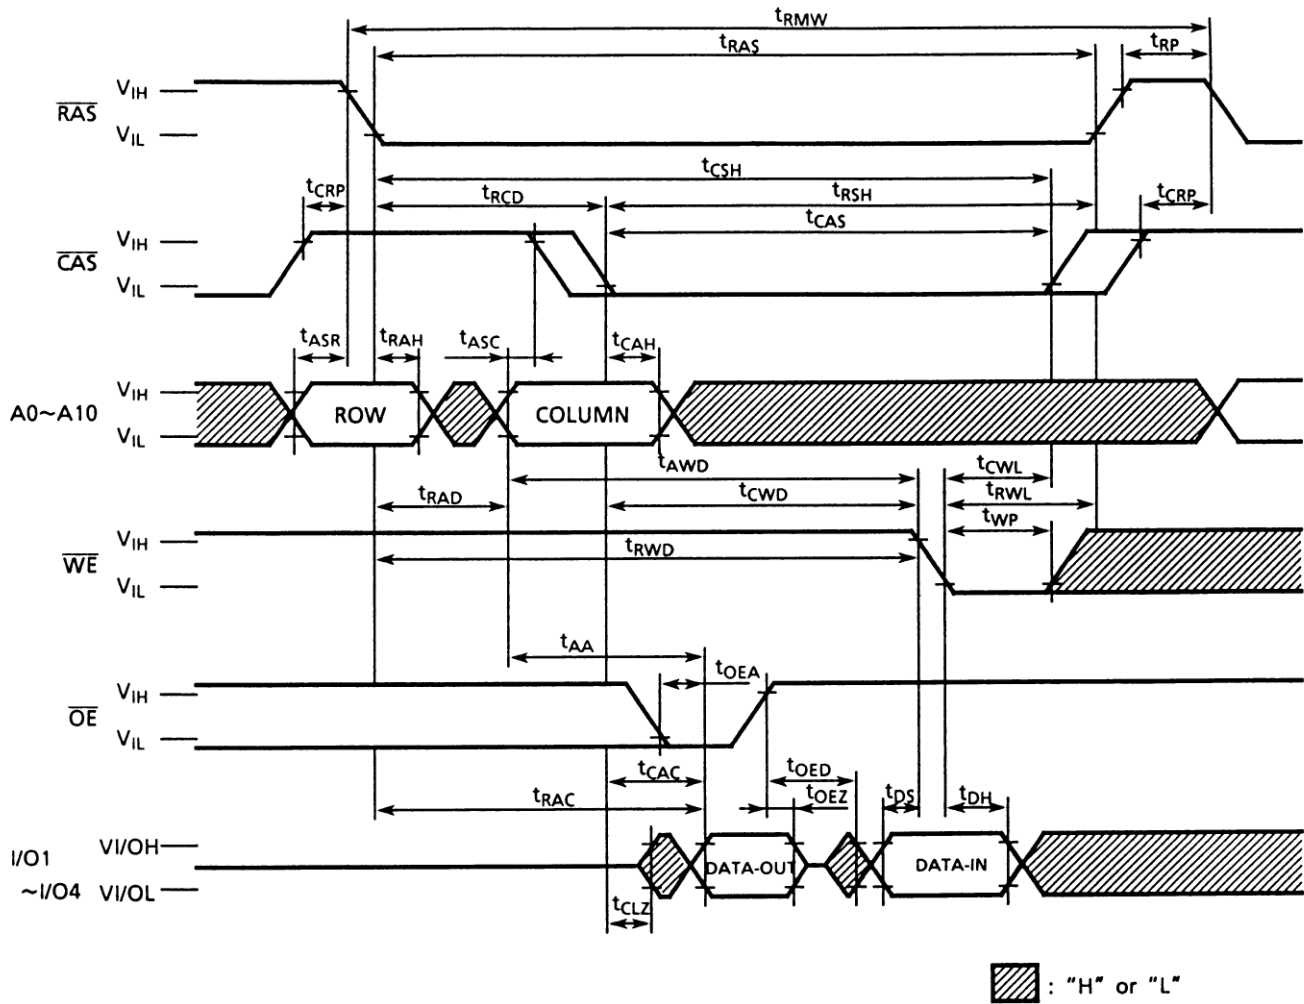 tRMW
tRAS
tRP
RAS
VIH
VIL
tCSH
tCRP
tRCD
tRSH
tCRP
tCAS
CAS
VIH
VIL
tASR
tRAH
tASC
tCAH
A0~A10
VIH
VIL
ROW
COLUMN
tAWD
tCWL
tRAD
tCWD
tRWL
tWP
WE
VIH
VIL
tRWD
tAA
tOEA
OE
VIH
VIL
tCAC
tOED
tRAC
tOEZ
tDS
tDH
I/O1
~I/O4
VI/OH
VI/OL
DATA-OUT
DATA-IN
tCLZ
: "H" or "L"